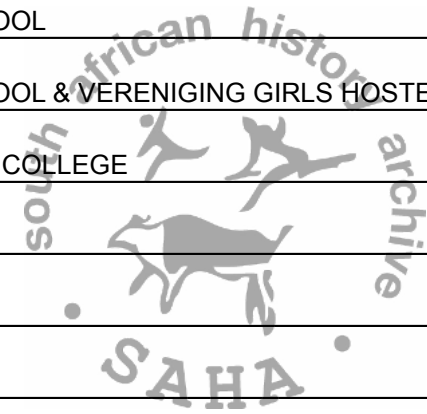 OOL
OOL & VERENIGING GIRLS HOSTE
COLLEGE
south african history archive
SAHA